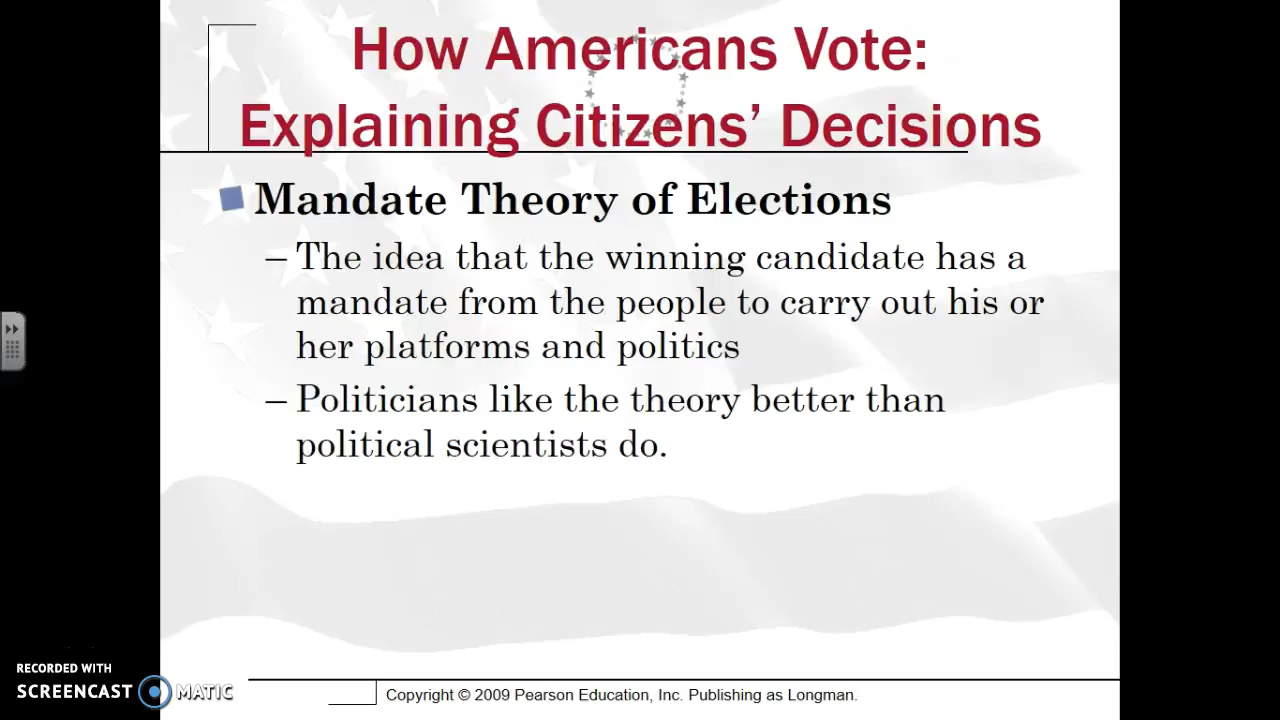 How Americans Vote:
Explaining Citizens’ Decisions
Mandate Theory of Elections
– The idea that the winning candidate has a
mandate from the people to carry out his or
her platforms and politics
– Politicians like the theory better than
political scientists do.
RECORDED WITH
SCREENCAST MATIC
Copyright © 2009 Pearson Education, Inc. Publishing as Longman.